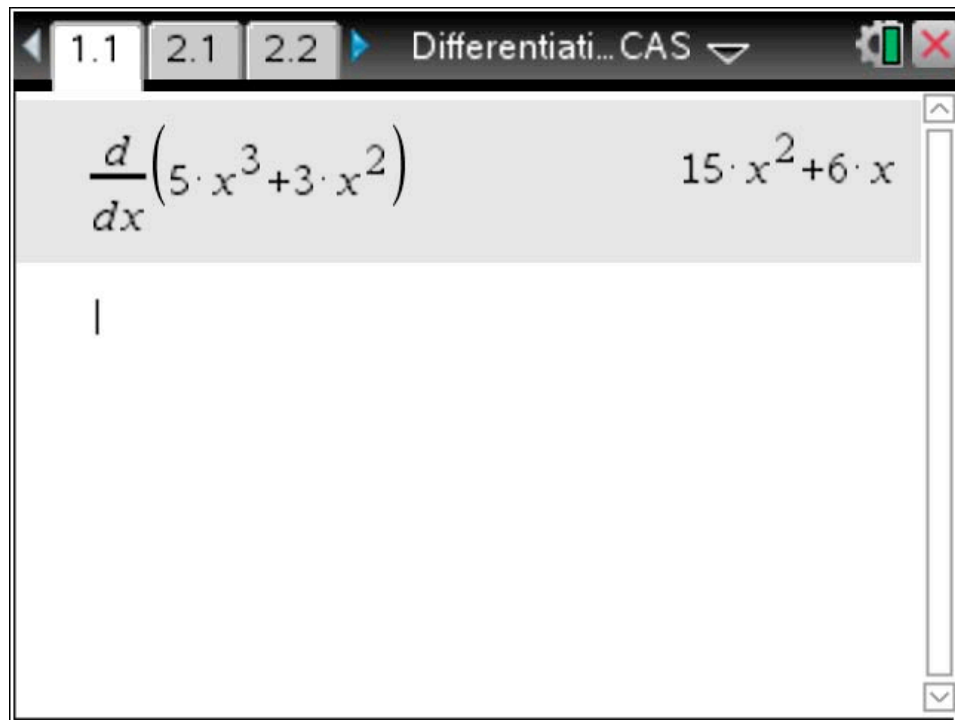 1.1 2.1 2.2 Differentiati... CAS
d/dx(5·x^3+3·x^2) 15·x^2+6·x